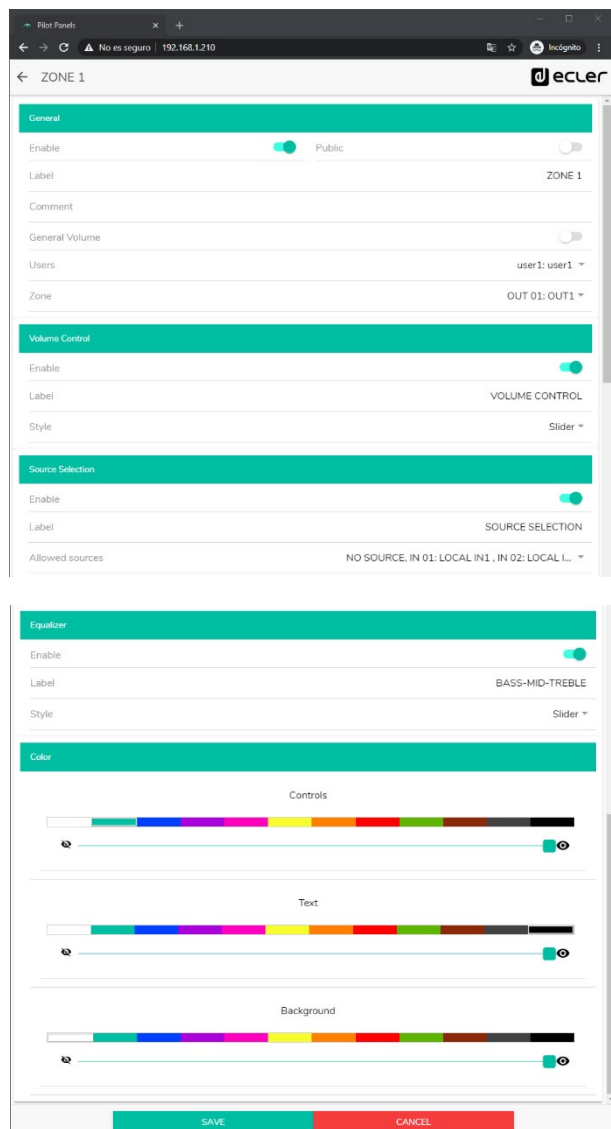 Pilot Panels
No es seguro | 192.168.1.210
Incógnito
ZONE 1
ecler
General
Enable
Public
Label
ZONE 1
Comment
General Volume
Users
user1: user1
Zone
OUT 01: OUT1
Volume Control
Enable
Label
VOLUME CONTROL
Style
Slider
Source Selection
Enable
Label
SOURCE SELECTION
Allowed sources
NO SOURCE, IN 01: LOCAL IN1 , IN 02: LOCAL I...
Equalizer
Enable
Label
BASS-MID-TREBLE
Style
Slider
Color
Controls
Text
Background
SAVE
CANCEL